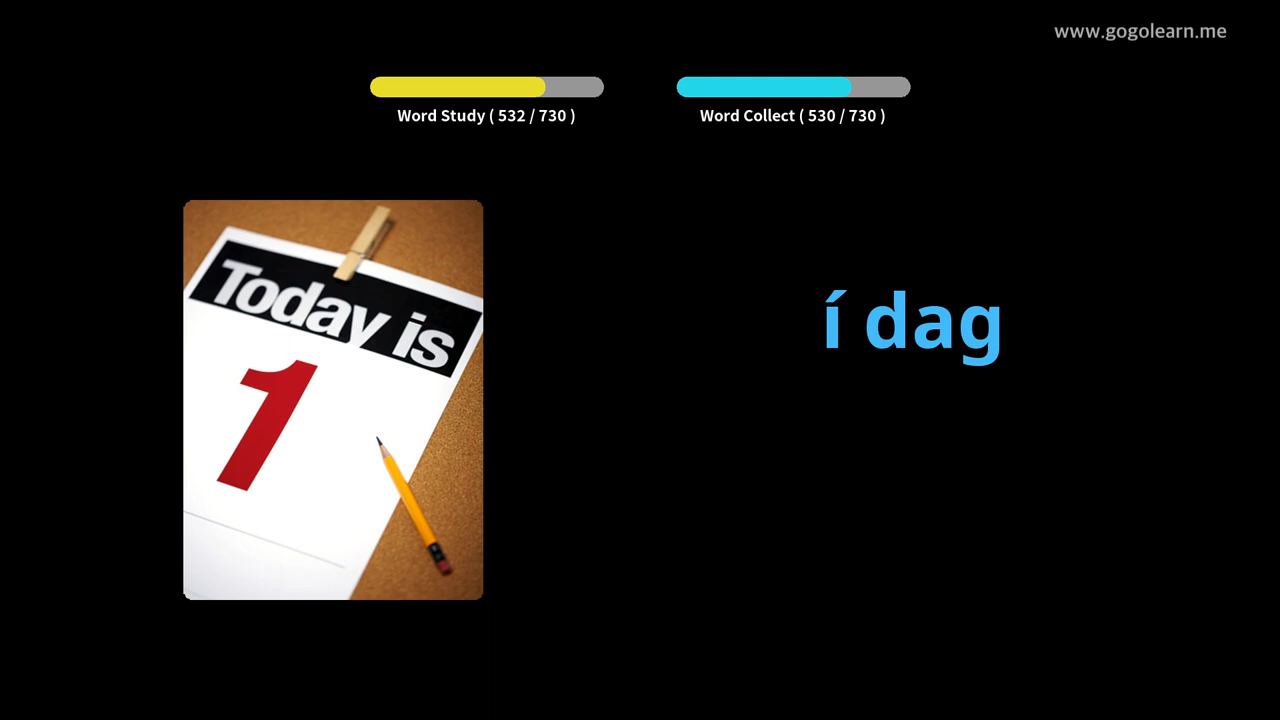 www.gogolearn.me
Word Study ( 532 / 730 )
Word Collect ( 530 / 730 )
Today is
1
í dag